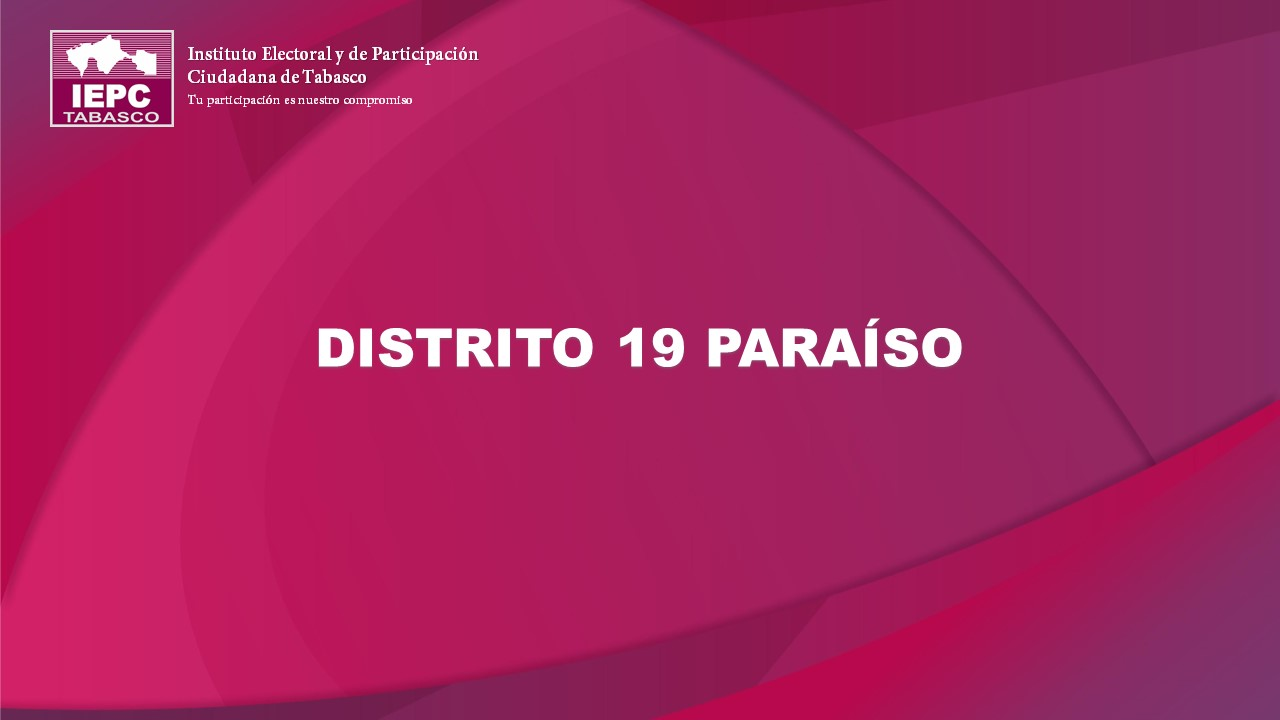 IEPC
TABASCO
Instituto Electoral y de Participación
Ciudadana de Tabasco
Tu participación es nuestro compromiso
DISTRITO 19 PARAÍSO